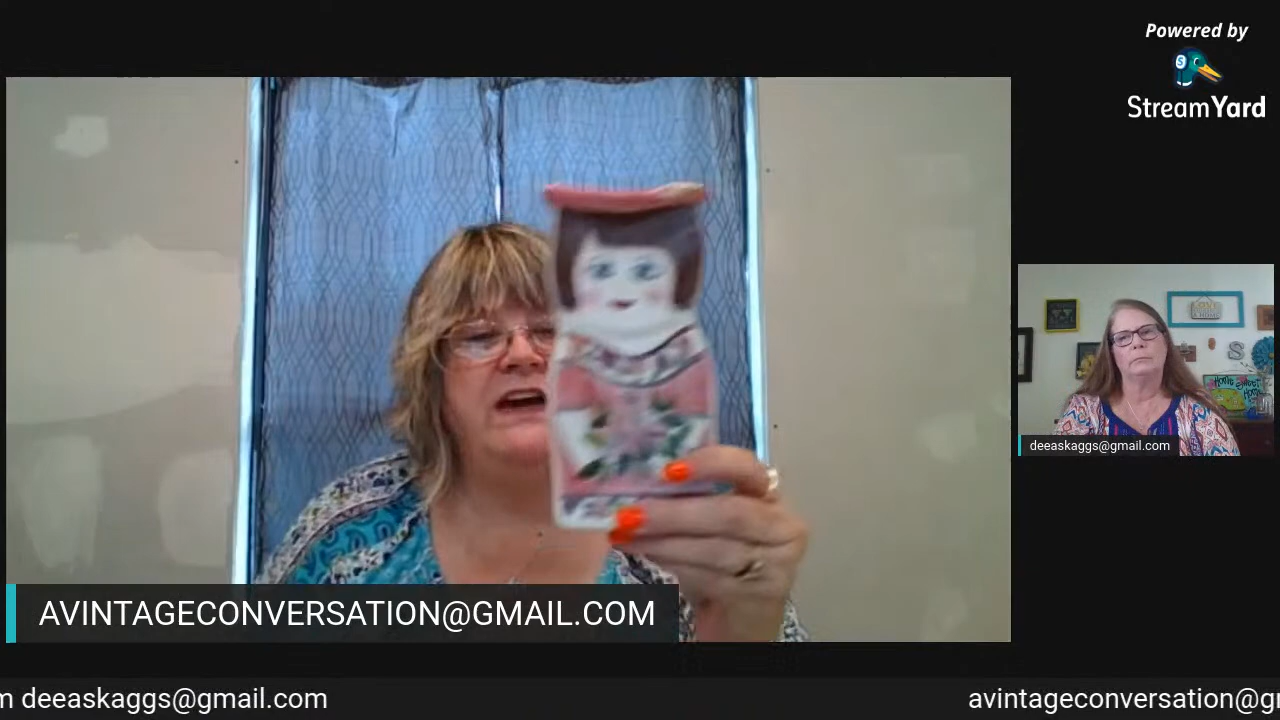 Powered by
StreamYard
deeaskaggs@gmail.com
AVINTAGECONVERSATION@GMAIL.COM
m deeaskaggs@gmail.com
avintageconversation@g